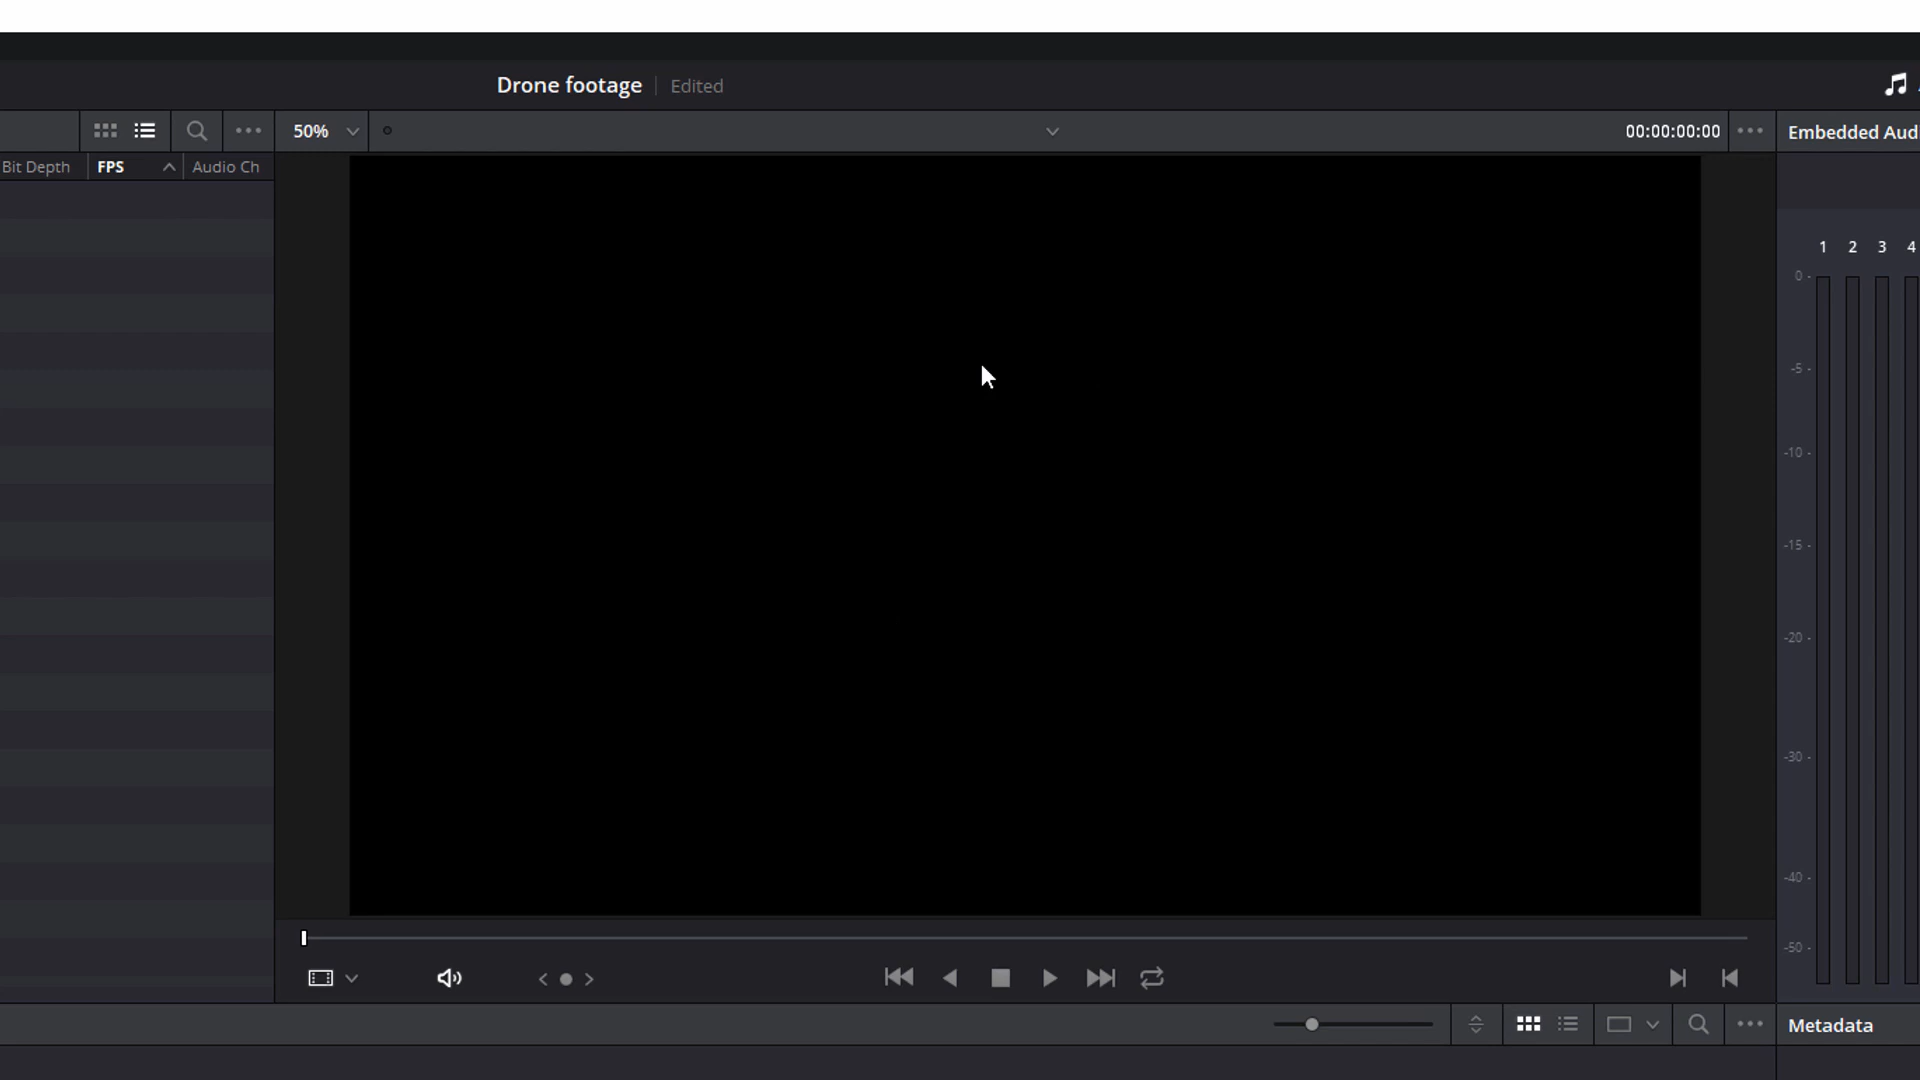 Drone footage
Edited
50%
00:00:00:00
Embedded Aud
Bit Depth
FPS
Audio Ch
1 2 3 4
0 -
-5 -
-10 -
-15 -
-20 -
-30 -
-40 -
-50 -
Metadata